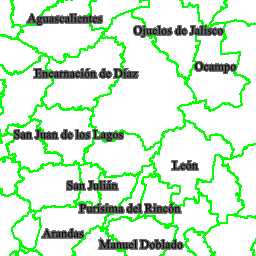 Aguascalientes
Ojuelos de Jalisco
Encarnación de Díaz
Ocampo
San Juan de los Lagos
León
San Julián
Purísima del Rincón
Arandas
Manuel Doblado